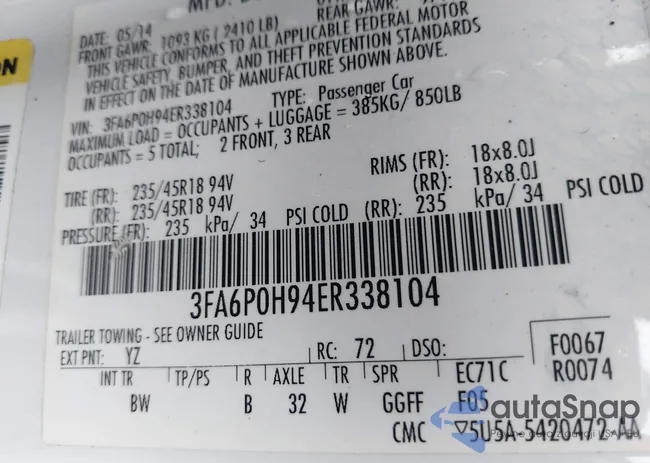 MFD. B
REAR GAWR:
DATE: 05/14
FRONT GAWR: 1093 KG ( 2410 LB)
THIS VEHICLE CONFORMS TO ALL APPLICABLE FEDERAL MOTOR
VEHICLE SAFETY, BUMPER, AND THEFT PREVENTION STANDARDS
IN EFFECT ON THE DATE OF MANUFACTURE SHOWN ABOVE.
VIN: 3FA6P0H94ER338104 TYPE: Passenger Car
MAXIMUM LOAD = OCCUPANTS + LUGGAGE = 385KG/ 850LB
OCCUPANTS = 5 TOTAL; 2 FRONT, 3 REAR
TIRE (FR): 235/45R18 94V RIMS (FR): 18x8.0J
(RR): 235/45R18 94V (RR): 18x8.0J
PRESSURE (FR): 235 kPa/ 34 PSI COLD (RR): 235 kPa/ 34 PSI COLD
3FA6P0H94ER338104
TRAILER TOWING - SEE OWNER GUIDE
EXT PNT: YZ RC: 72 DSO: F0067
INT TR TP/PS R AXLE TR SPR EC71C R0074
BW B 32 W GGFF F05
CMC 5U5A-5420472-AA
autoSnap